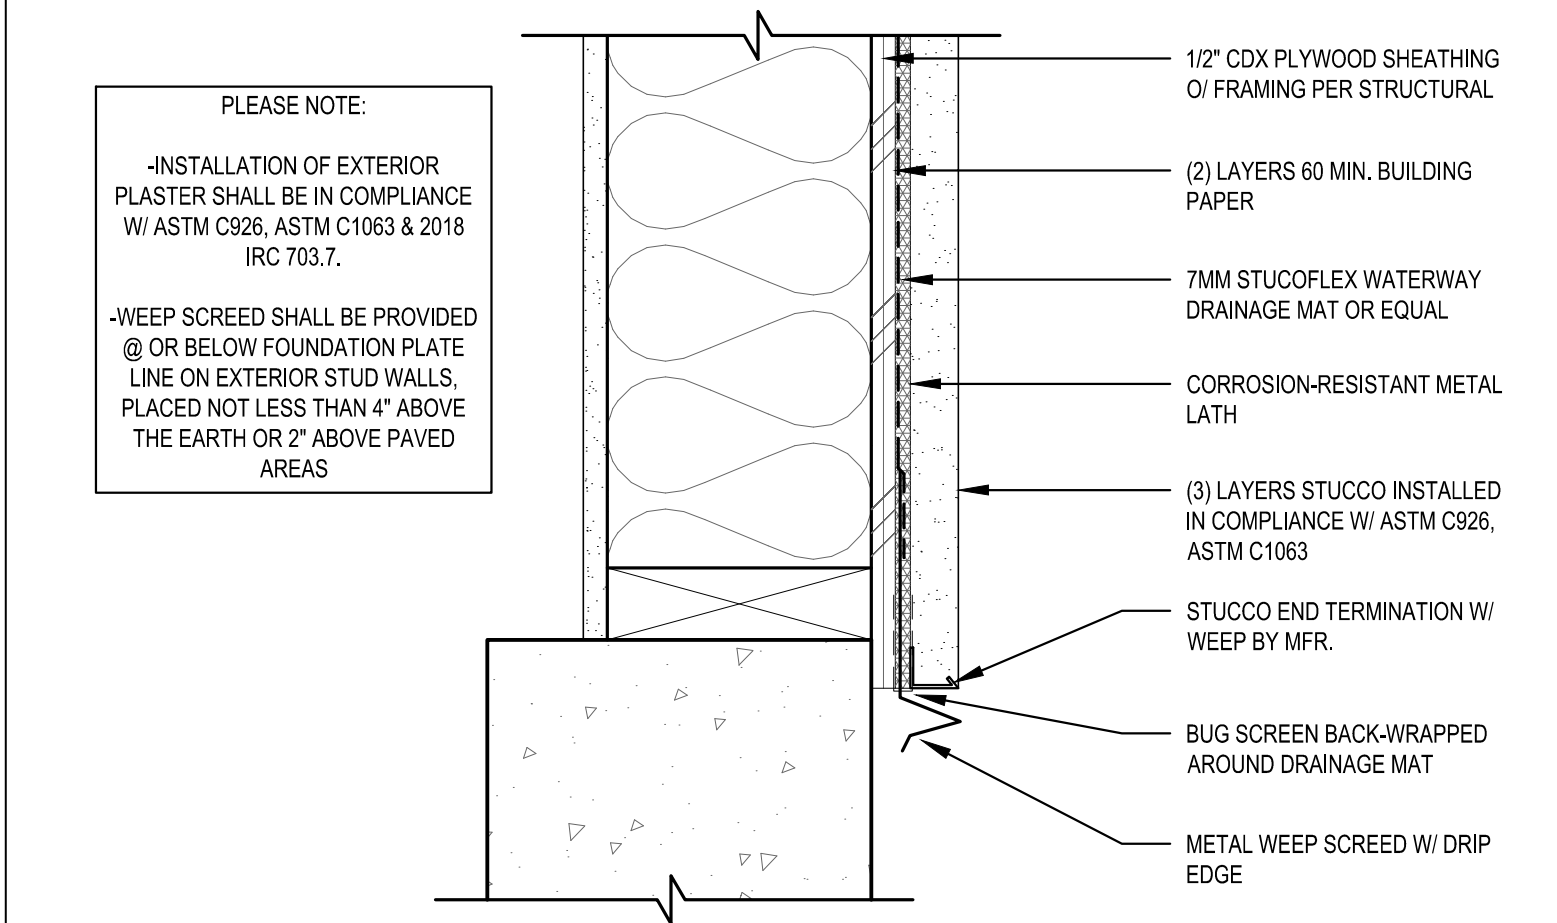 PLEASE NOTE:
-INSTALLATION OF EXTERIOR
PLASTER SHALL BE IN COMPLIANCE
W/ ASTM C926, ASTM C1063 & 2018
IRC 703.7.
-WEEP SCREED SHALL BE PROVIDED
@ OR BELOW FOUNDATION PLATE
LINE ON EXTERIOR STUD WALLS,
PLACED NOT LESS THAN 4" ABOVE
THE EARTH OR 2" ABOVE PAVED
AREAS
1/2" CDX PLYWOOD SHEATHING
O/ FRAMING PER STRUCTURAL
(2) LAYERS 60 MIN. BUILDING
PAPER
7MM STUCOFLEX WATERWAY
DRAINAGE MAT OR EQUAL
CORROSION-RESISTANT METAL
LATH
(3) LAYERS STUCCO INSTALLED
IN COMPLIANCE W/ ASTM C926,
ASTM C1063
STUCCO END TERMINATION W/
WEEP BY MFR.
BUG SCREEN BACK-WRAPPED
AROUND DRAINAGE MAT
METAL WEEP SCREED W/ DRIP
EDGE